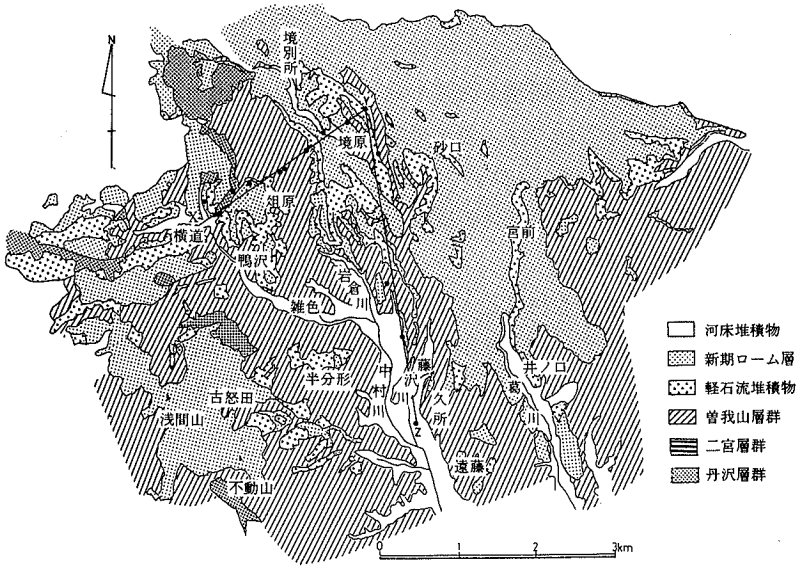 N
境別所
境原
砂口
俎原
宮前
横道
鴨沢
岩倉川
雑色
中村川
藤沢川
井ノ口
葛川
半分形
古怒田
久所
浅間山
遠藤
不動山
Z
河床堆積物
新期ローム層
軽石流堆積物
曽我山層群
二宮層群
丹沢層群
0 1 2 3km